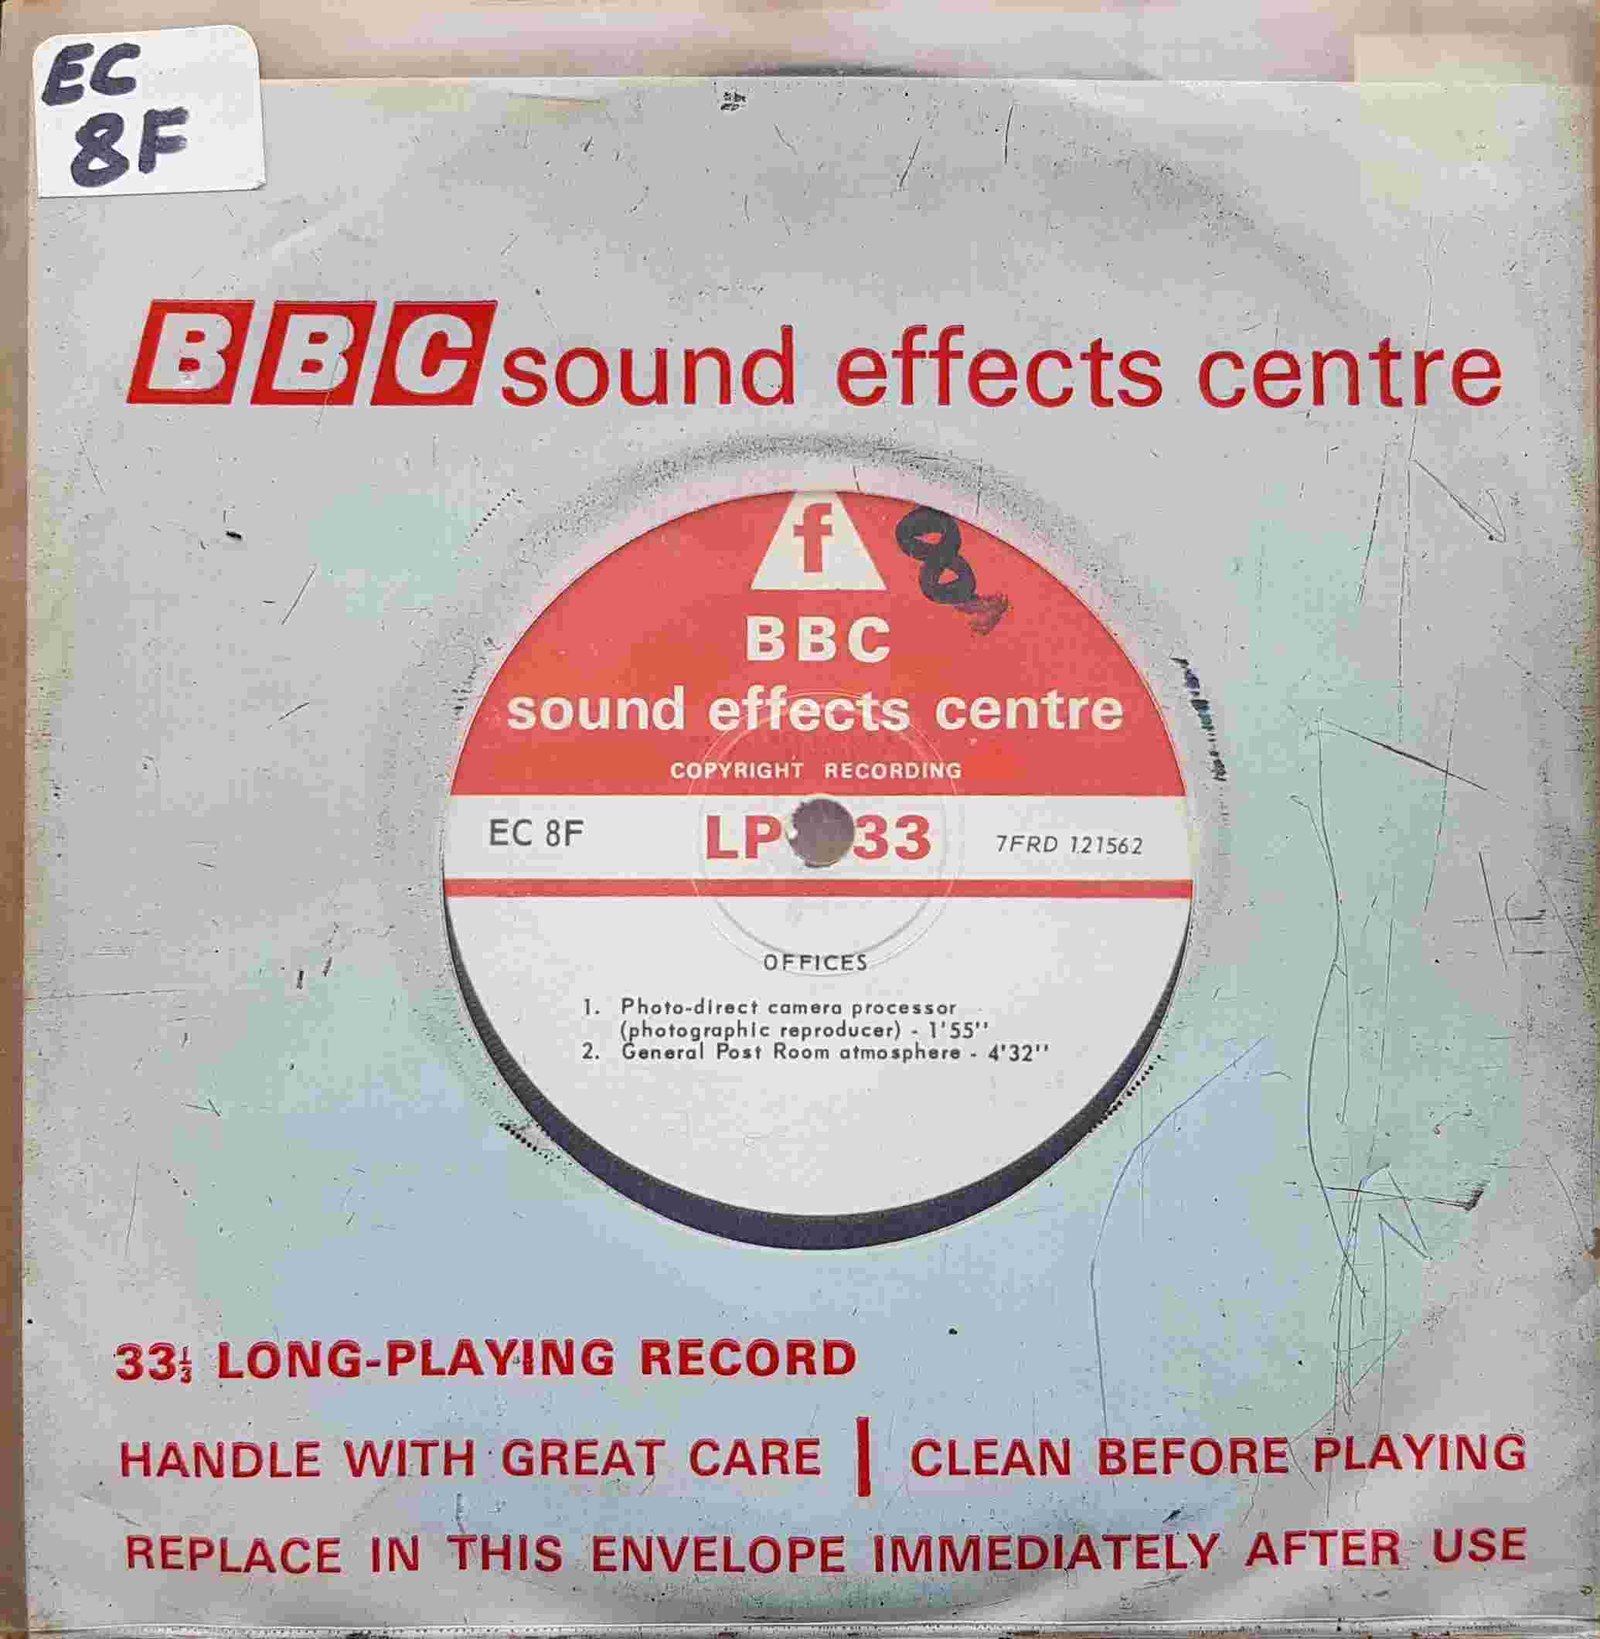 EC
8F
BBC sound effects centre
f
8
BBC
sound effects centre
COPYRIGHT RECORDING
EC 8F LP 33 7FRD 121562
OFFICES
1. Photo-direct camera processor
(photographic reproducer) - 1'55''
2. General Post Room atmosphere - 4'32''
33⅓ LONG-PLAYING RECORD
HANDLE WITH GREAT CARE | CLEAN BEFORE PLAYING
REPLACE IN THIS ENVELOPE IMMEDIATELY AFTER USE